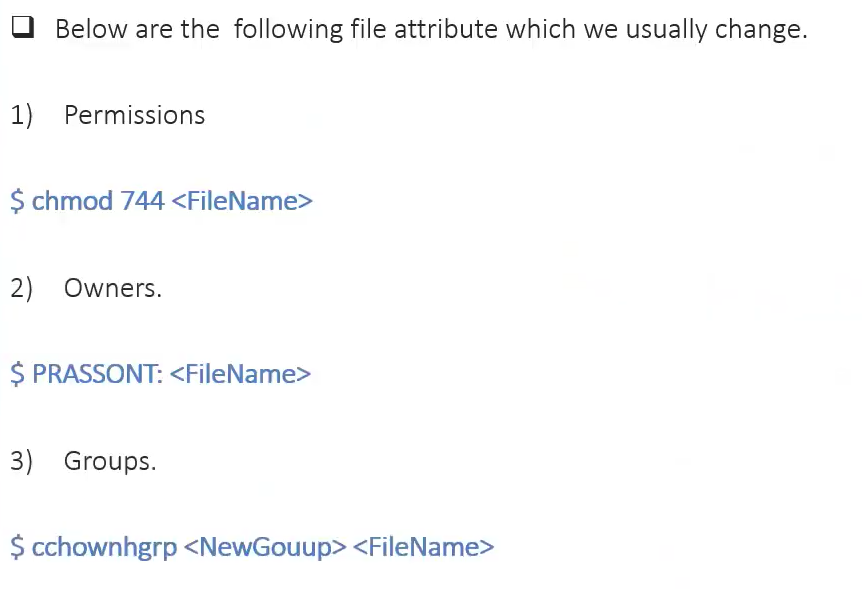 Below are the following file attribute which we usually change.
1) Permissions
$ chmod 744 <FileName>
2) Owners.
$ PRASSONT: <FileName>
3) Groups.
$ cchownhgrp <NewGouup> <FileName>